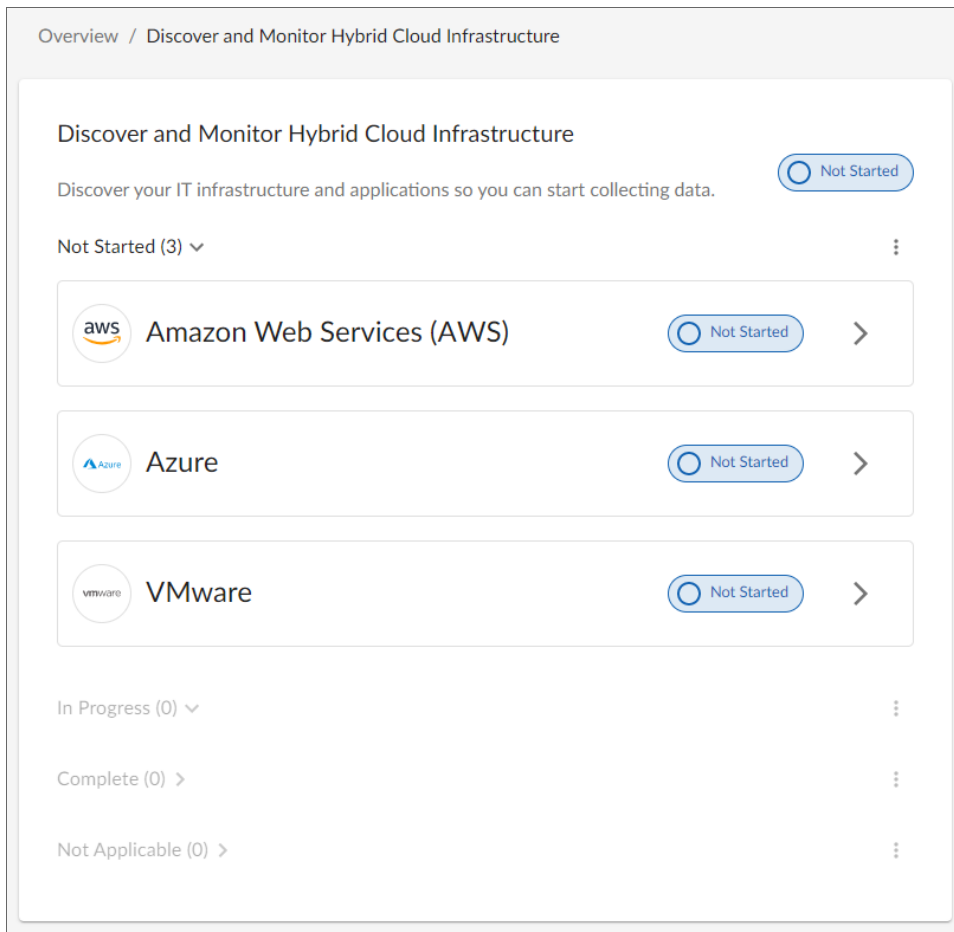 Overview / Discover and Monitor Hybrid Cloud Infrastructure
Discover and Monitor Hybrid Cloud Infrastructure
Not Started
Discover your IT infrastructure and applications so you can start collecting data.
Not Started (3)
aws Amazon Web Services (AWS) Not Started
Azure Azure Not Started
vmware VMware Not Started
In Progress (0)
Complete (0)
Not Applicable (0)